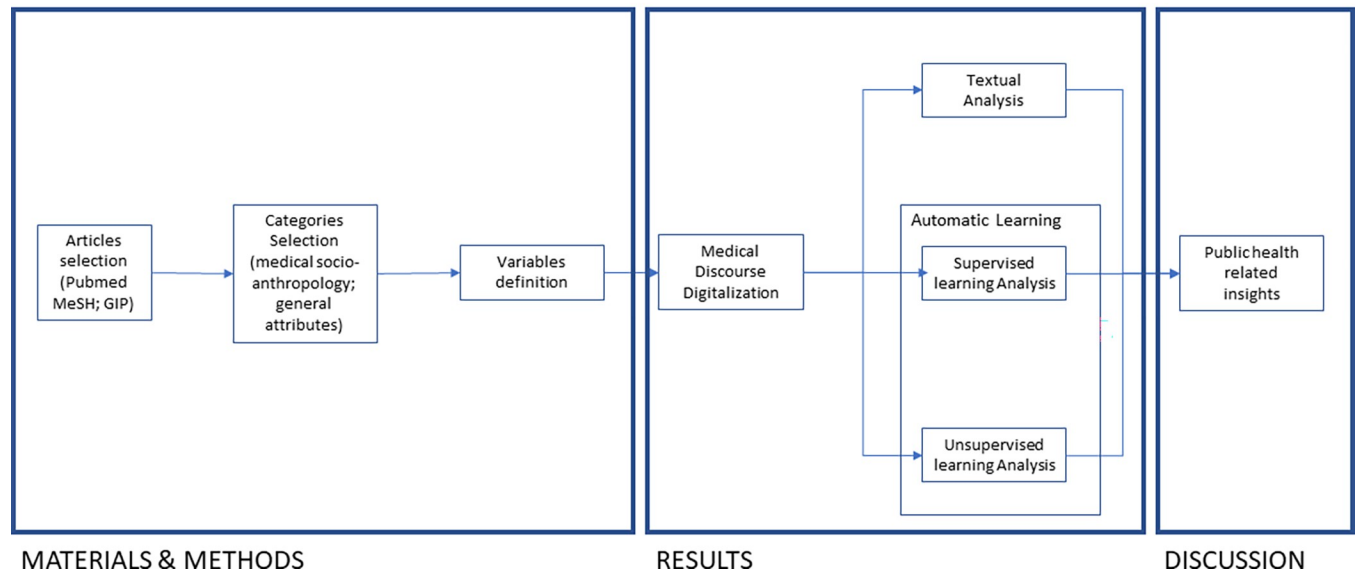 Articles
selection
(Pubmed
MeSH; GIP)
Categories
Selection
(medical socio-
anthropology;
general
attributes)
Variables
definition
Medical
Discourse
Digitalization
Textual
Analysis
Automatic Learning
Supervised
learning Analysis
Unsupervised
learning Analysis
Public health
related
insights
MATERIALS & METHODS
RESULTS
DISCUSSION